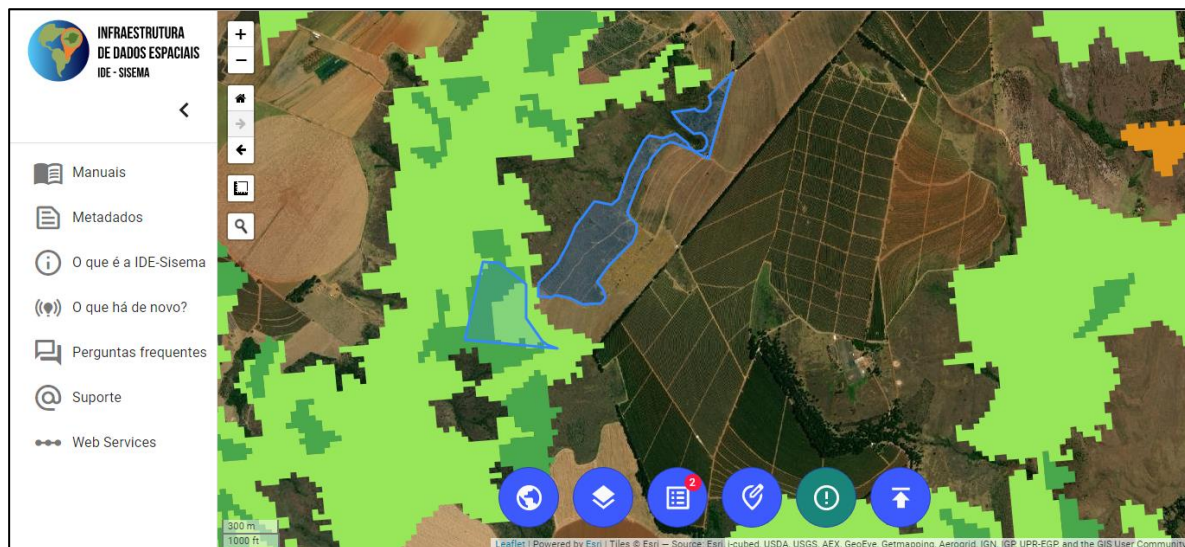 INFRAESTRUTURA
DE DADOS ESPACIAIS
IDE - SISEMA
Manuais
Metadados
O que é a IDE-Sisema
O que há de novo?
Perguntas frequentes
Suporte
Web Services
+
−
2
300 m
1000 ft
Leaflet | Powered by Esri | Tiles © Esri — Source: Esri, i-cubed, USDA, USGS, AEX, GeoEye, Getmapping, Aerogrid, IGN, IGP, UPR-EGP, and the GIS User Community